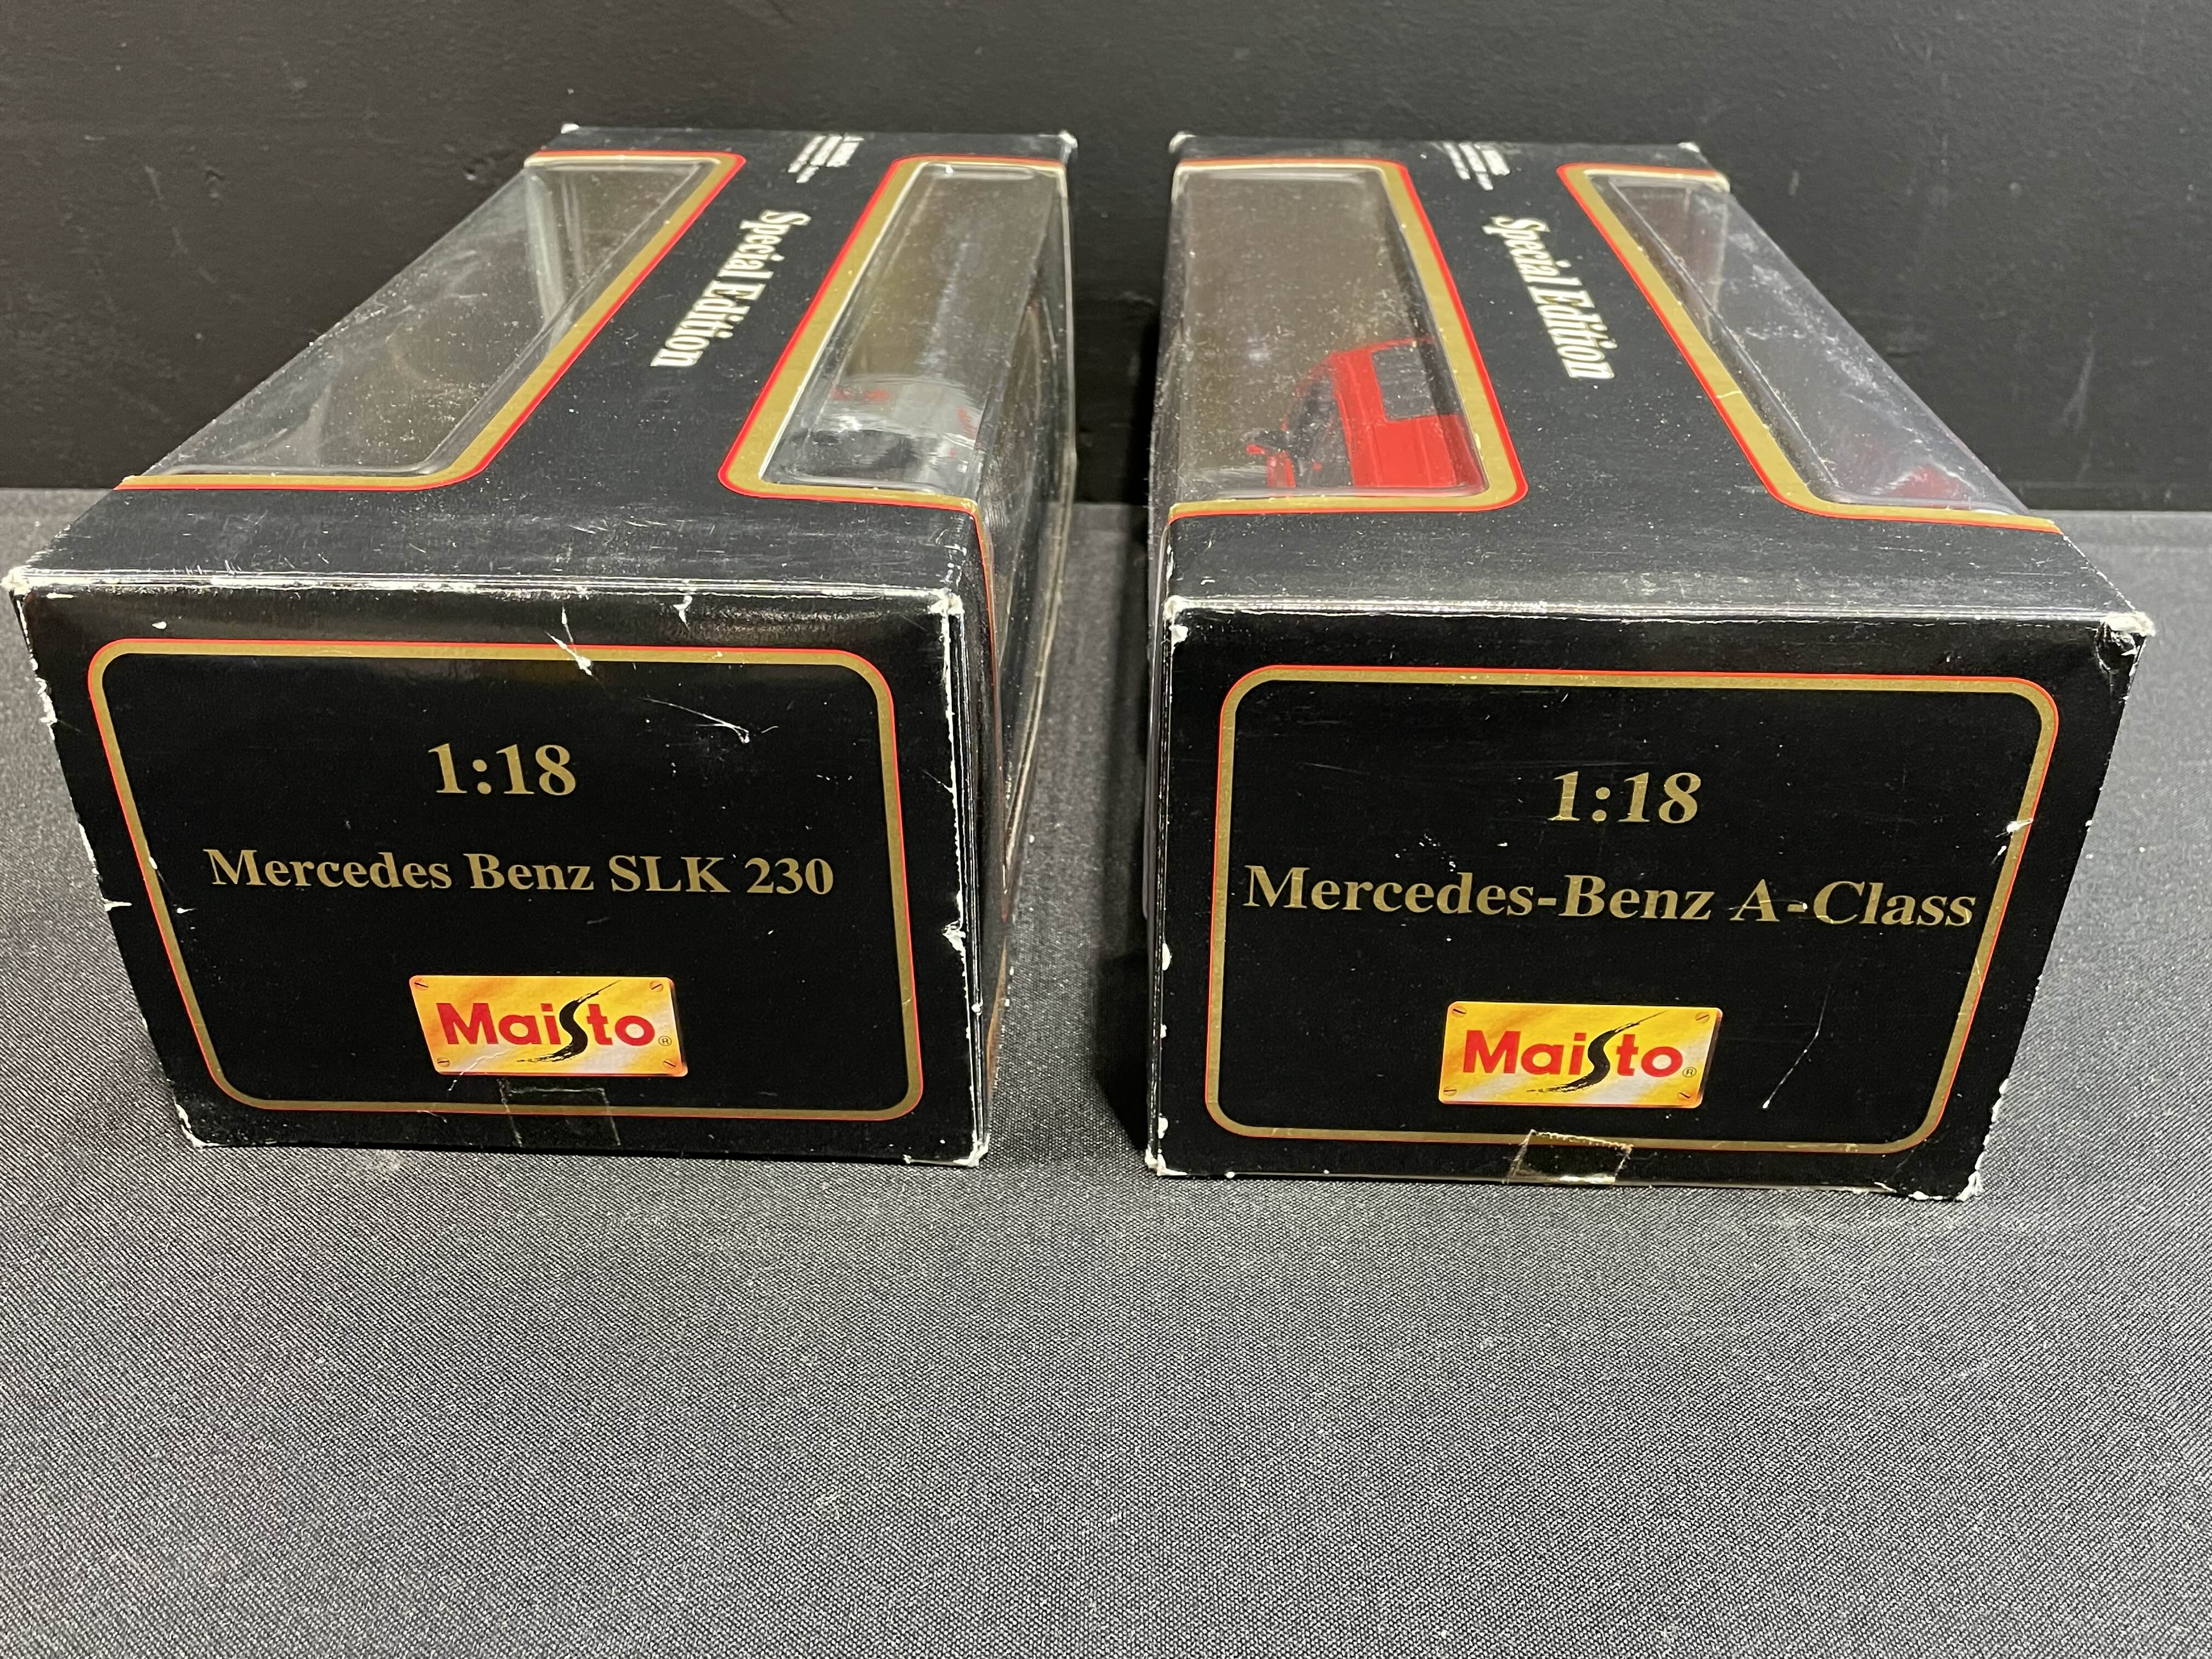 Special Edition
1:18
Mercedes Benz SLK 230
Maisto®
Special Edition
1:18
Mercedes-Benz A-Class
Maisto®